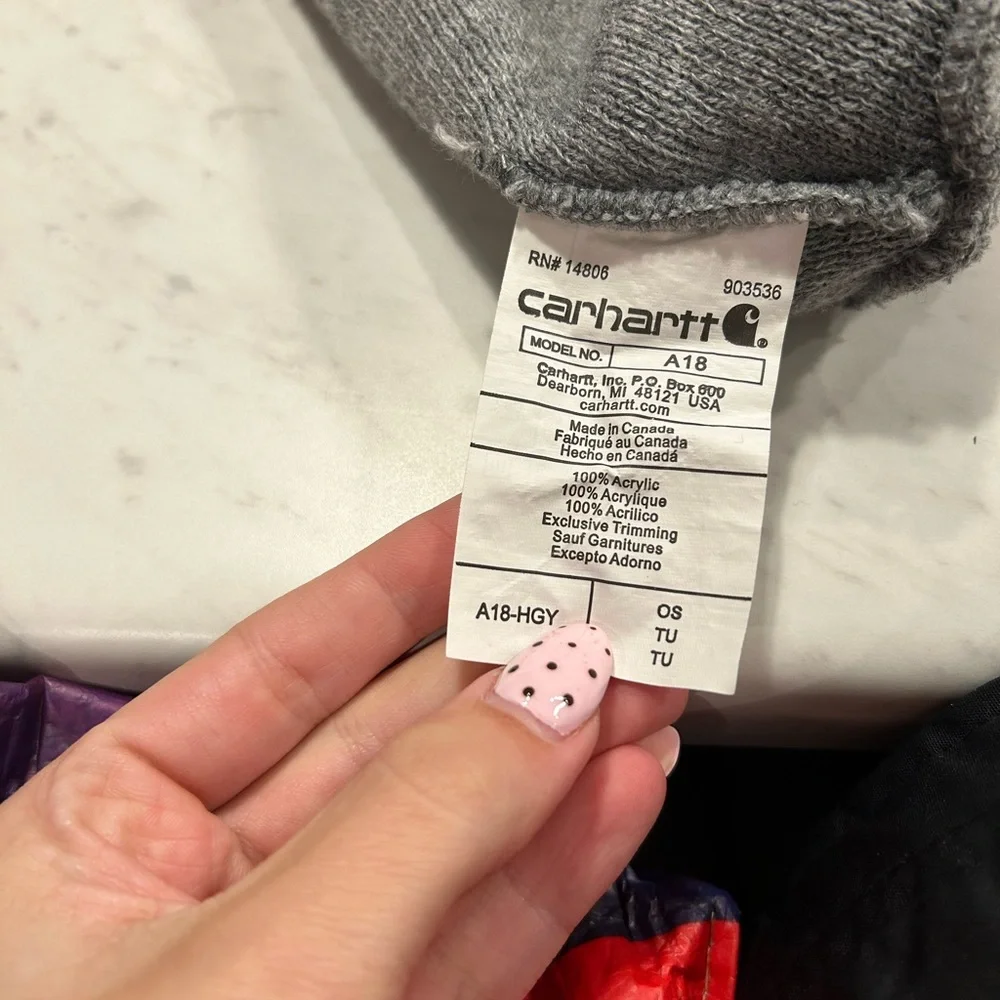 RN# 14806
903536
carhartt
MODEL NO. A18
Carhartt, Inc. P.O. Box 600
Dearborn, MI 48121 USA
carhartt.com
Made in Canada
Fabriqué au Canada
Hecho en Canadá
100% Acrylic
100% Acrylique
100% Acrilico
Exclusive Trimming
Sauf Garnitures
Excepto Adorno
A18-HGY
OS
TU
TU